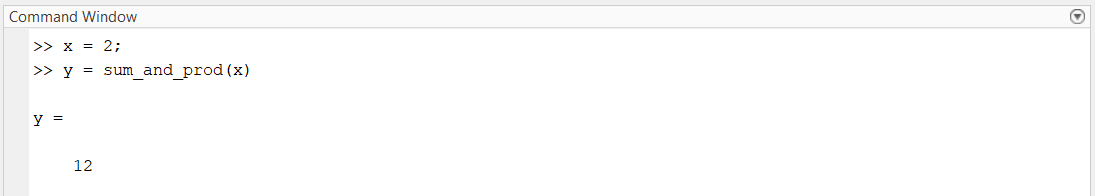 Command Window
>> x = 2;
>> y = sum_and_prod(x)
y =
12